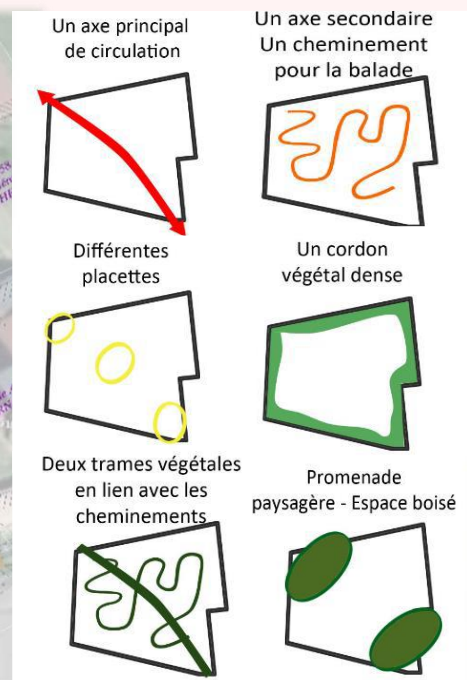 Un axe principal
de circulation
Un axe secondaire
Un cheminement
pour la balade
Différentes
placettes
Un cordon
végétal dense
Deux trames végétales
en lien avec les
cheminements
Promenade
paysagère - Espace boisé